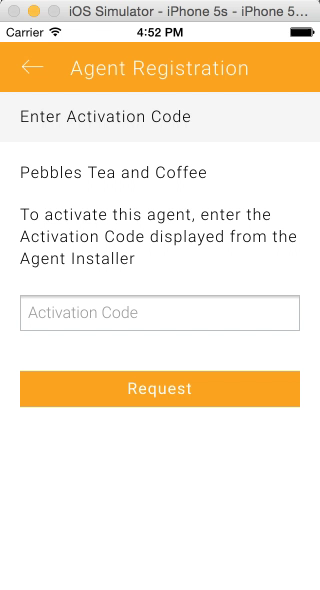 iOS Simulator - iPhone 5s - iPhone 5...
Carrier 4:52 PM
Agent Registration
Enter Activation Code
Pebbles Tea and Coffee
To activate this agent, enter the
Activation Code displayed from the
Agent Installer
Activation Code
Request